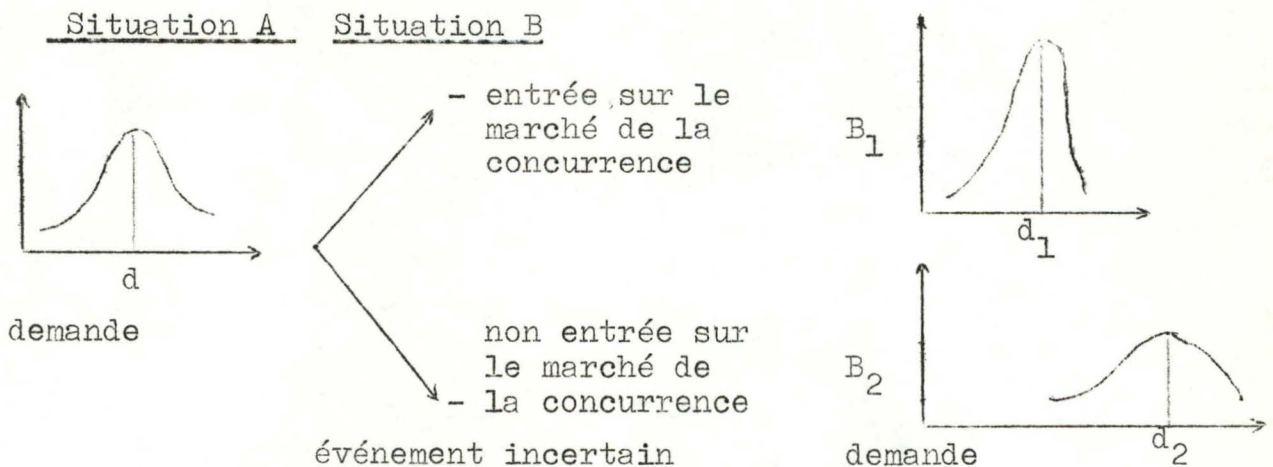 Situation A Situation B
- entrée sur le
marché de la
concurrence
B1
d1
d
demande
non entrée sur
le marché de
- la concurrence
B2
d2
événement incertain
demande